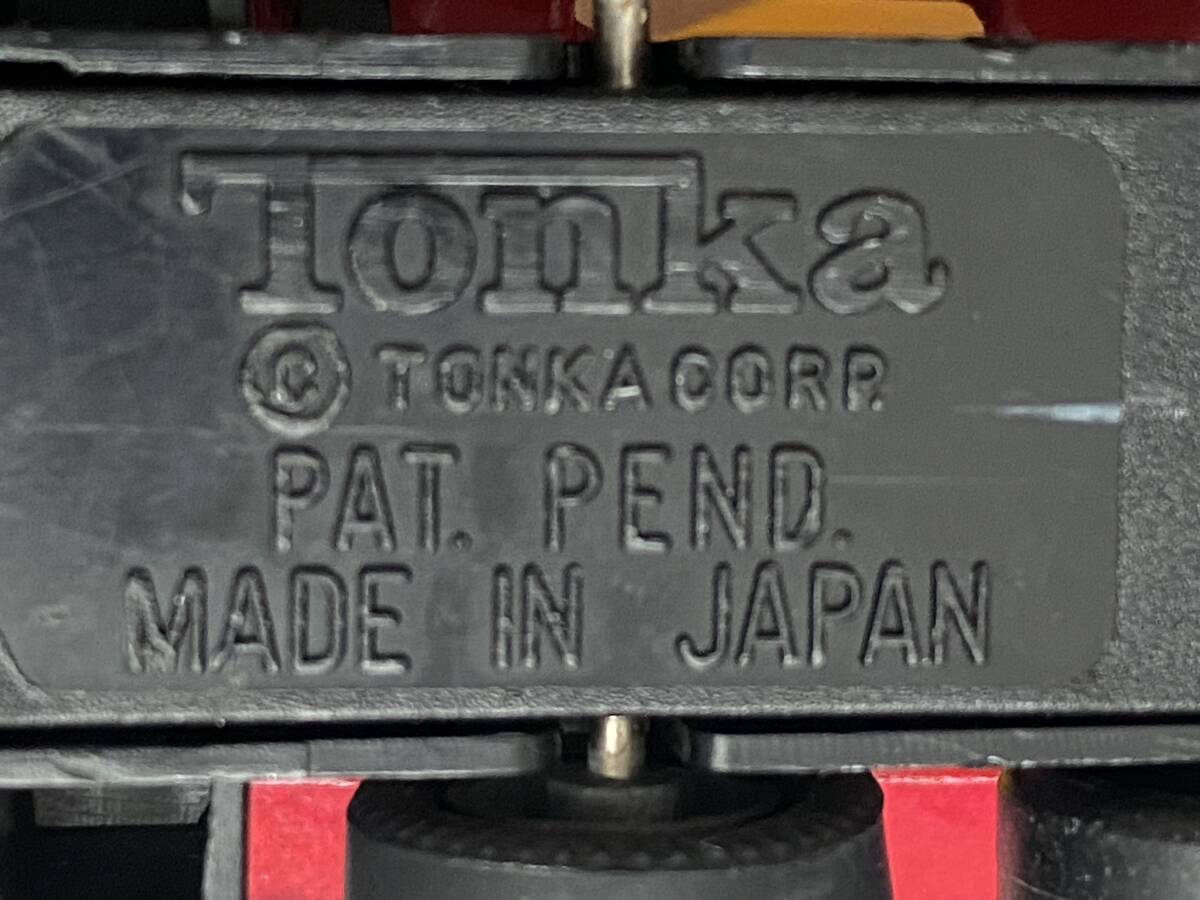 Tonka
© TONKA CORP.
PAT. PEND.
MADE IN JAPAN